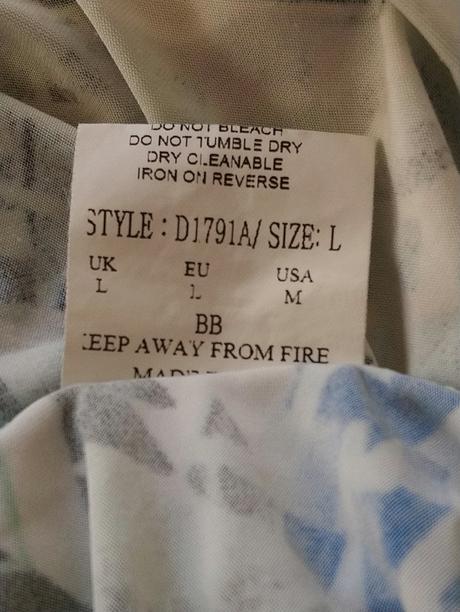 DO NOT BLEACH
DO NOT TUMBLE DRY
DRY CLEANABLE
IRON ON REVERSE
STYLE : D1791A/ SIZE: L
UK EU USA
L L M
BB
KEEP AWAY FROM FIRE